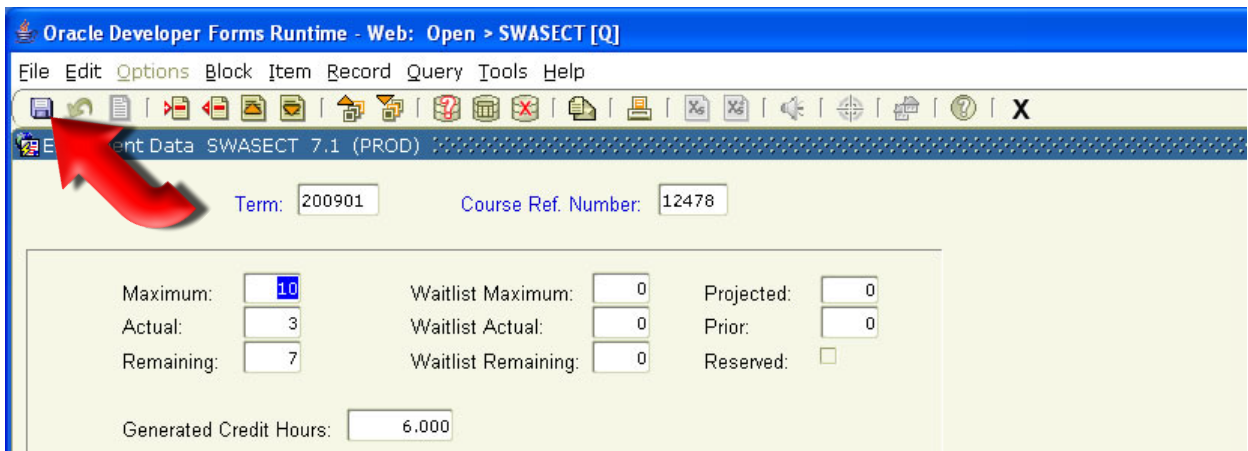 Oracle Developer Forms Runtime - Web: Open > SWASECT [Q]
File Edit Options Block Item Record Query Tools Help
X
Data SWASECT 7.1 (PROD)
Term: 200901 Course Ref. Number: 12478
Maximum: 10 Waitlist Maximum: 0 Projected: 0
Actual: 3 Waitlist Actual: 0 Prior: 0
Remaining: 7 Waitlist Remaining: 0 Reserved:
Generated Credit Hours: 6.000